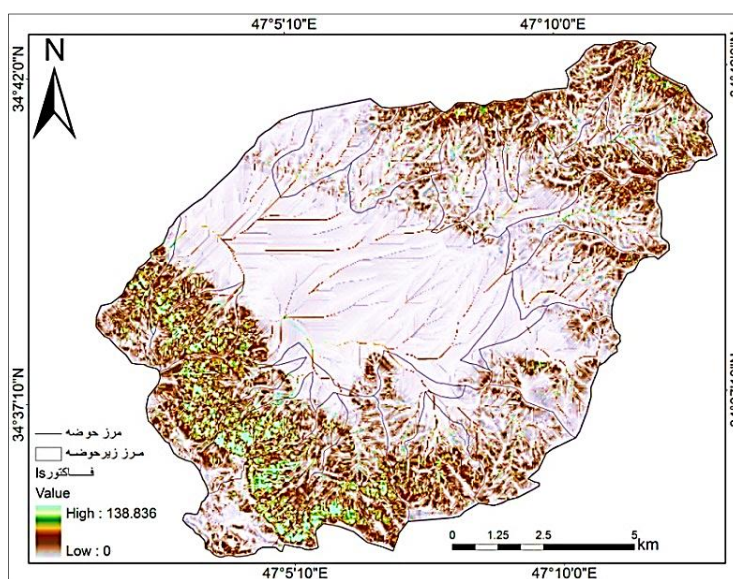 47°5'10"E 47°10'0"E
N
34°42'0"N
34°37'10"N
مرز حوضه
مرز زیرحوضه
فاکتور Is
Value
High : 138.836
Low : 0
0 1.25 2.5 5
km
47°5'10"E 47°10'0"E